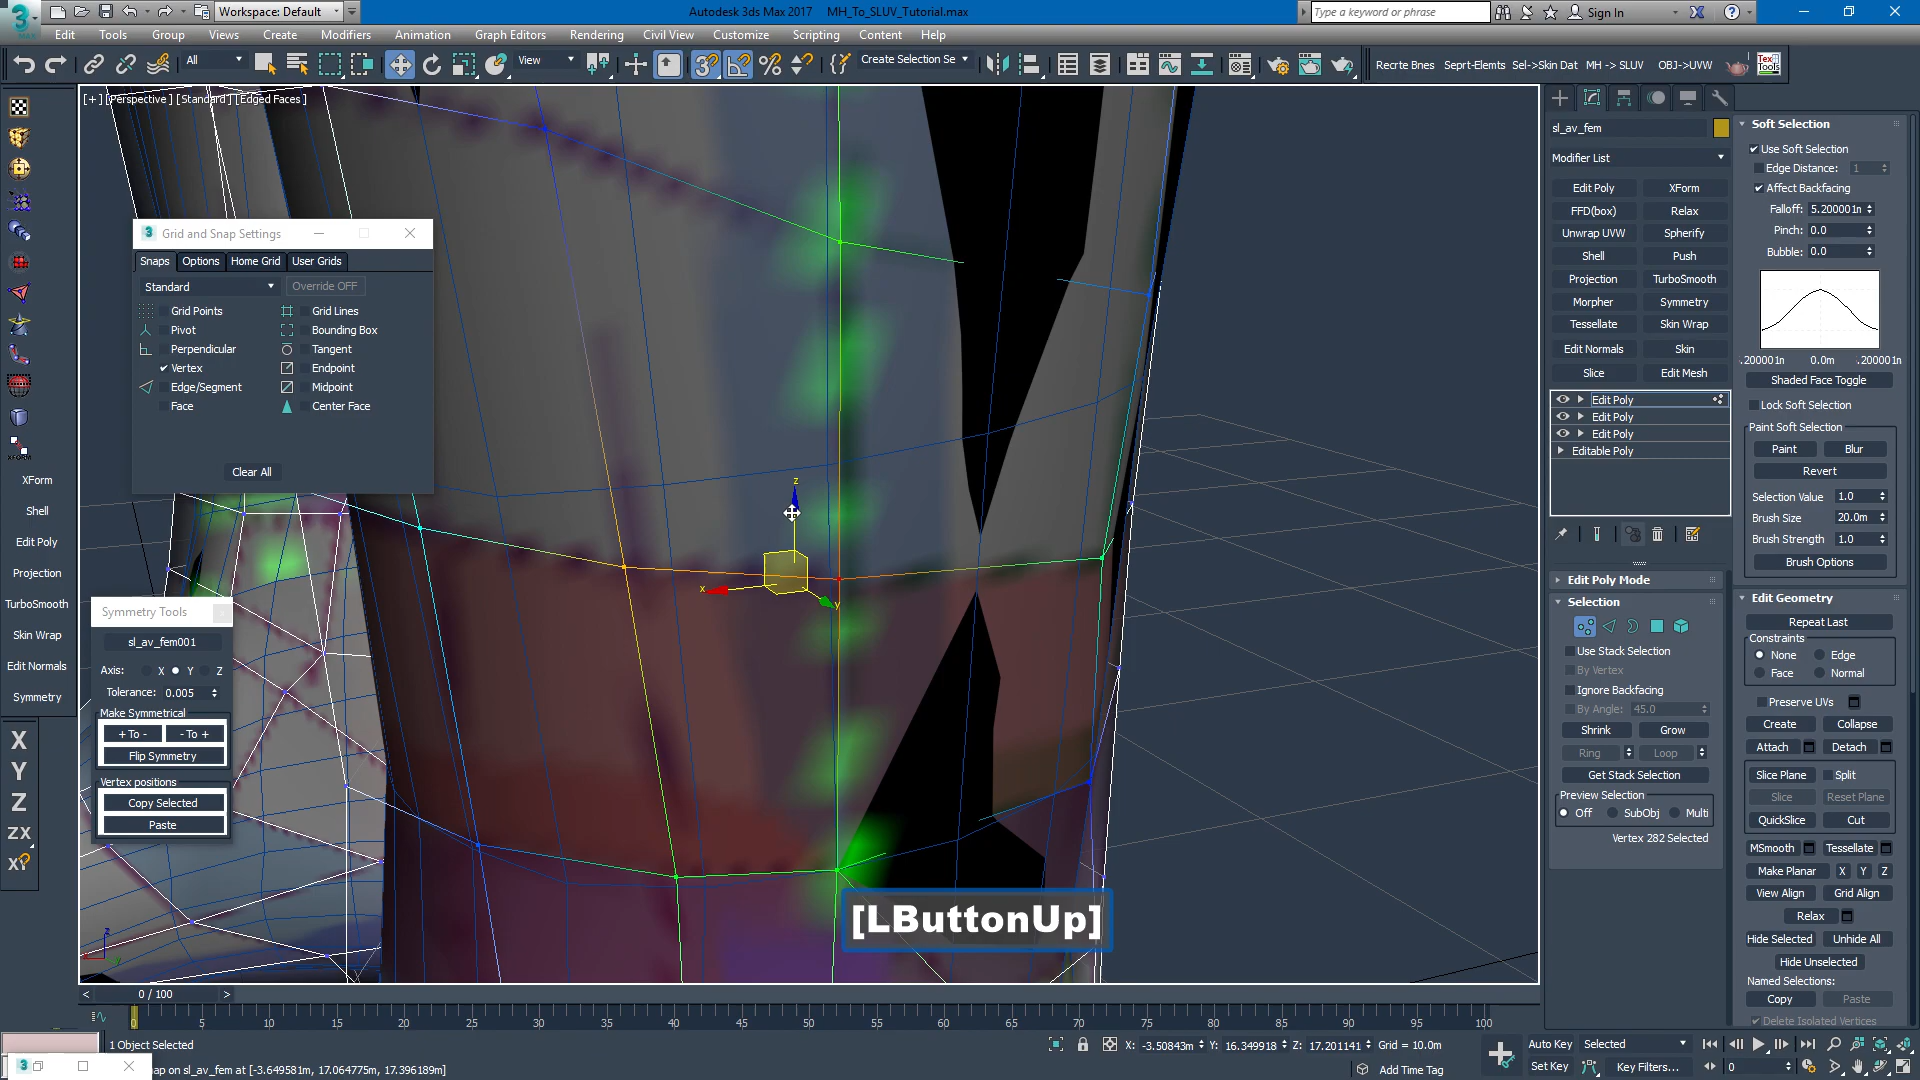 Workspace: Default
Autodesk 3ds Max 2017 MH_To_SLUV_Tutorial.max
Type a keyword or phrase
Sign In
Edit Tools Group Views Create Modifiers Animation Graph Editors Rendering Civil View Customize Scripting Content Help
All
View
Create Selection Se
Recrte Bnes Seprt-Elemts Sel->Skin Dat MH -> SLUV OBJ->UVW
[+] [Perspective] [Standard] [Edged Faces]
Grid and Snap Settings
Snaps Options Home Grid User Grids
Standard Override OFF
Grid Points Grid Lines
Pivot Bounding Box
Perpendicular Tangent
Vertex Endpoint
Edge/Segment Midpoint
Face Center Face
Clear All
XForm
Shell
Edit Poly
Projection
TurboSmooth
Skin Wrap
Edit Normals
Symmetry
X
Y
Z
ZX
XY
Symmetry Tools
sl_av_fem001
Axis: X Y Z
Tolerance: 0.005
Make Symmetrical
+ To - - To +
Flip Symmetry
Vertex positions
Copy Selected
Paste
z
x
y
[LButtonUp]
sl_av_fem
Modifier List
Edit Poly XForm
FFD(box) Relax
Unwrap UVW Spherify
Shell Push
Projection TurboSmooth
Morpher Symmetry
Tessellate Skin Wrap
Edit Normals Skin
Slice Edit Mesh
Edit Poly
Edit Poly
Edit Poly
Editable Poly
Edit Poly Mode
Selection
Use Stack Selection
By Vertex
Ignore Backfacing
By Angle: 45.0
Shrink Grow
Ring Loop
Get Stack Selection
Preview Selection
Off SubObj Multi
Vertex 282 Selected
Soft Selection
Use Soft Selection
Edge Distance: 1
Affect Backfacing
Falloff: 5.200001n
Pinch: 0.0
Bubble: 0.0
.200001n 0.0m .200001n
Shaded Face Toggle
Lock Soft Selection
Paint Soft Selection
Paint Blur
Revert
Selection Value 1.0
Brush Size 20.0m
Brush Strength 1.0
Brush Options
Edit Geometry
Repeat Last
Constraints
None Edge
Face Normal
Preserve UVs
Create Collapse
Attach Detach
Slice Plane Split
Slice Reset Plane
QuickSlice Cut
MSmooth Tessellate
Make Planar X Y Z
View Align Grid Align
Relax
Hide Selected Unhide All
Hide Unselected
Named Selections:
Copy Paste
Delete Isolated Vertices
< 0 / 100 >
5 10 15 20 25 30 35 40 45 50 55 60 65 70 75 80 85 90 95 100
1 Object Selected
X: -3.50843m Y: 16.349918 Z: 17.201141 Grid = 10.0m
Auto Key Selected
Set Key Key Filters... 0
ap on sl_av_fem at [-3.649581m, 17.064775m, 17.396189m]
Add Time Tag